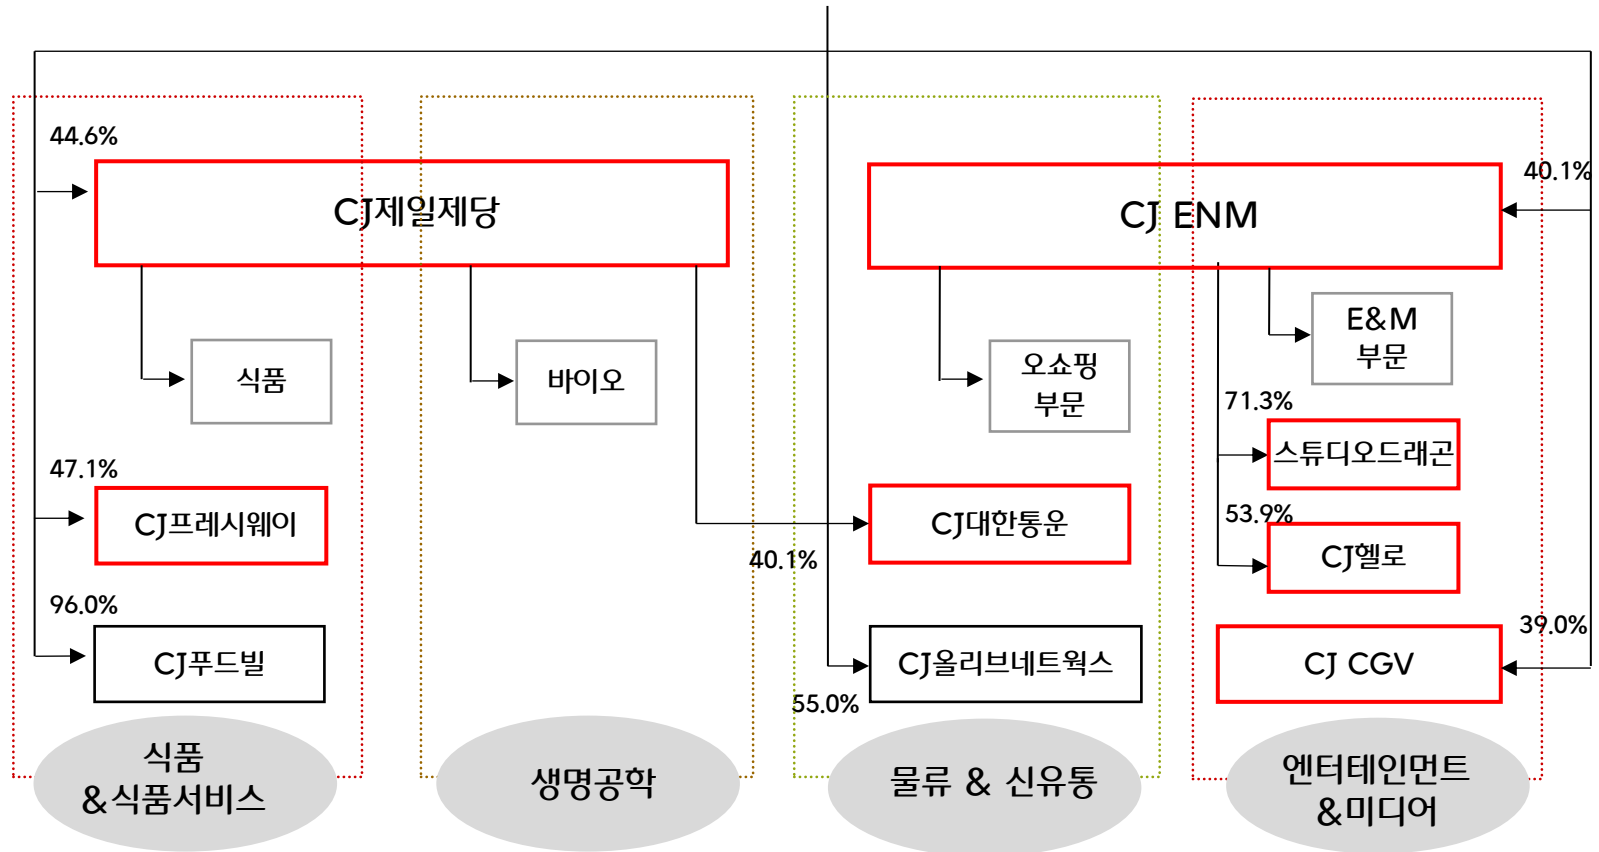 44.6%
40.1%
CJ제일제당
CJ ENM
E&M
부문
식품
바이오
오쇼핑
부문
71.3%
스튜디오드래곤
47.1%
CJ프레시웨이
CJ대한통운
53.9%
CJ헬로
40.1%
96.0%
CJ푸드빌
CJ올리브네트웍스
55.0%
39.0%
CJ CGV
식품
&식품서비스
생명공학
물류 & 신유통
엔터테인먼트
&미디어